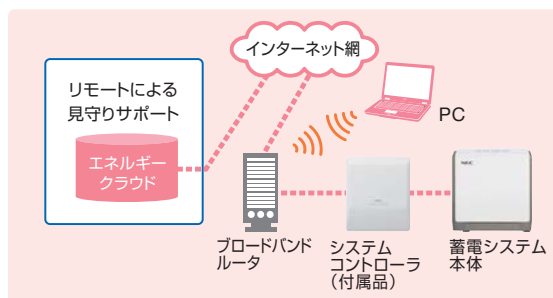 インターネット網
リモートによる
見守りサポート
エネルギー
クラウド
PC
NEC
ブロードバンド
ルータ
システム
コントローラ
（付属品）
蓄電システム
本体